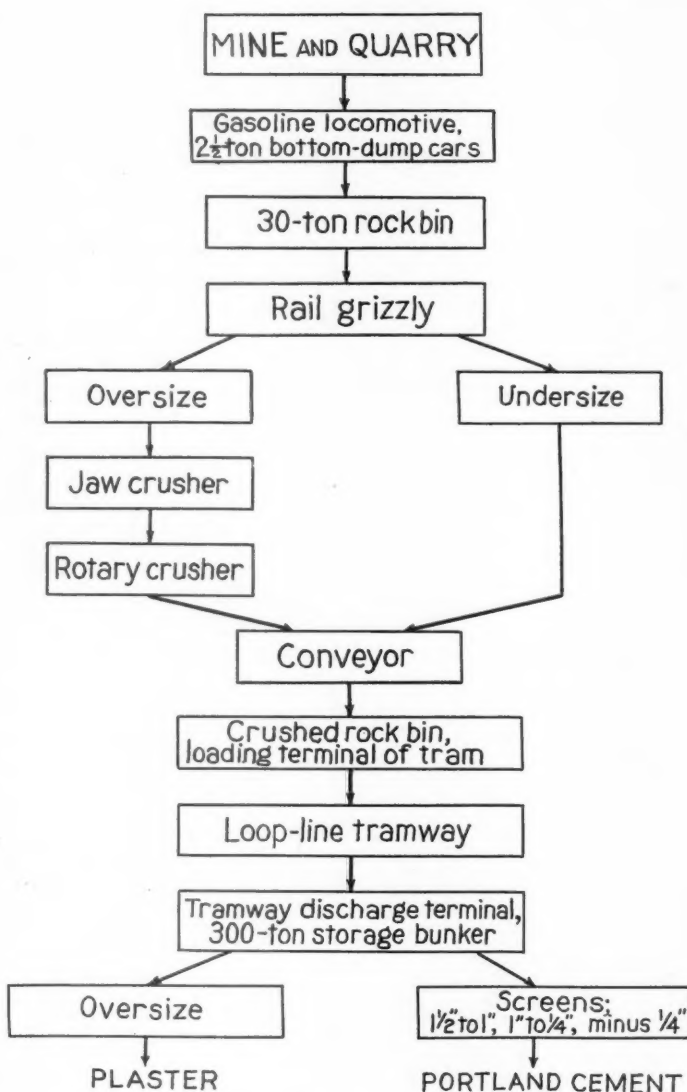 MINE AND QUARRY
Gasoline locomotive,
2½ ton bottom-dump cars
30-ton rock bin
Rail grizzly
Oversize
Undersize
Jaw crusher
Rotary crusher
Conveyor
Crushed rock bin,
loading terminal of tram
Loop-line tramway
Tramway discharge terminal,
300-ton storage bunker
Oversize
Screens;
1½" to 1", 1" to ¼", minus ¼"
PLASTER
PORTLAND CEMENT